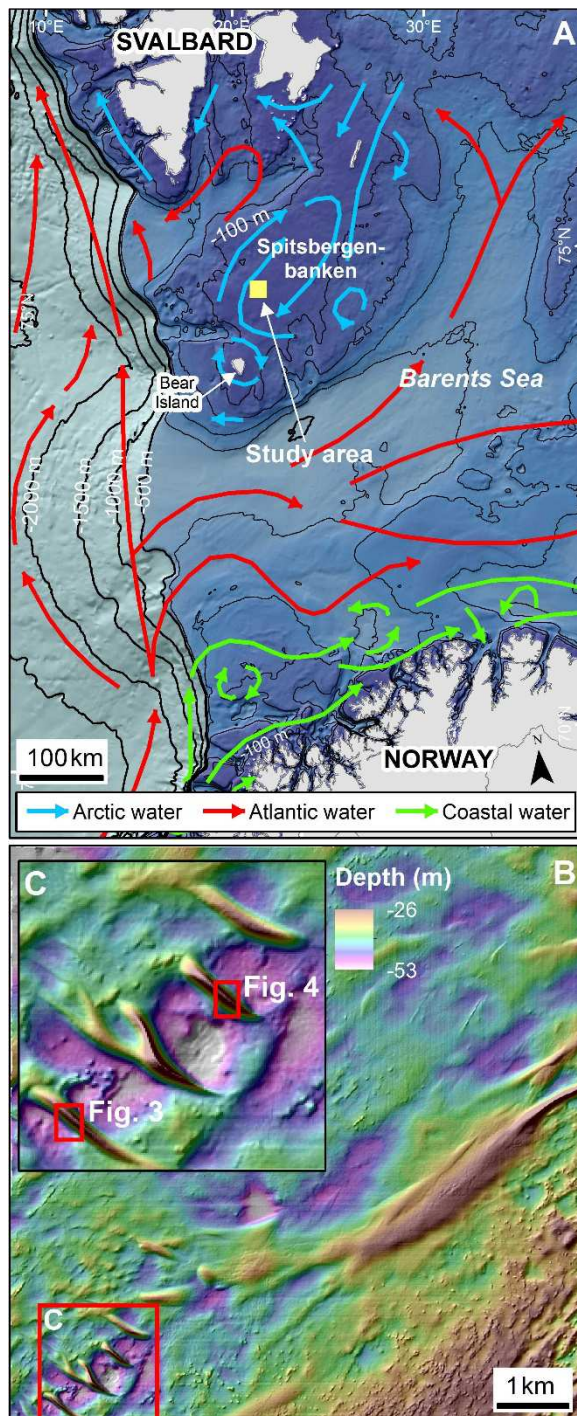 10°E
20°E
30°E
SVALBARD
A
-100 m
Spitsbergen-
banken
75°N
75°N
Bear
Island
Barents Sea
Study area
-2000 m
-1500 m
-1000 m
-500 m
-100 m
70°N
N
100 km
NORWAY
Arctic water
Atlantic water
Coastal water
C
Depth (m)
-26
-53
B
Fig. 4
Fig. 3
C
1 km